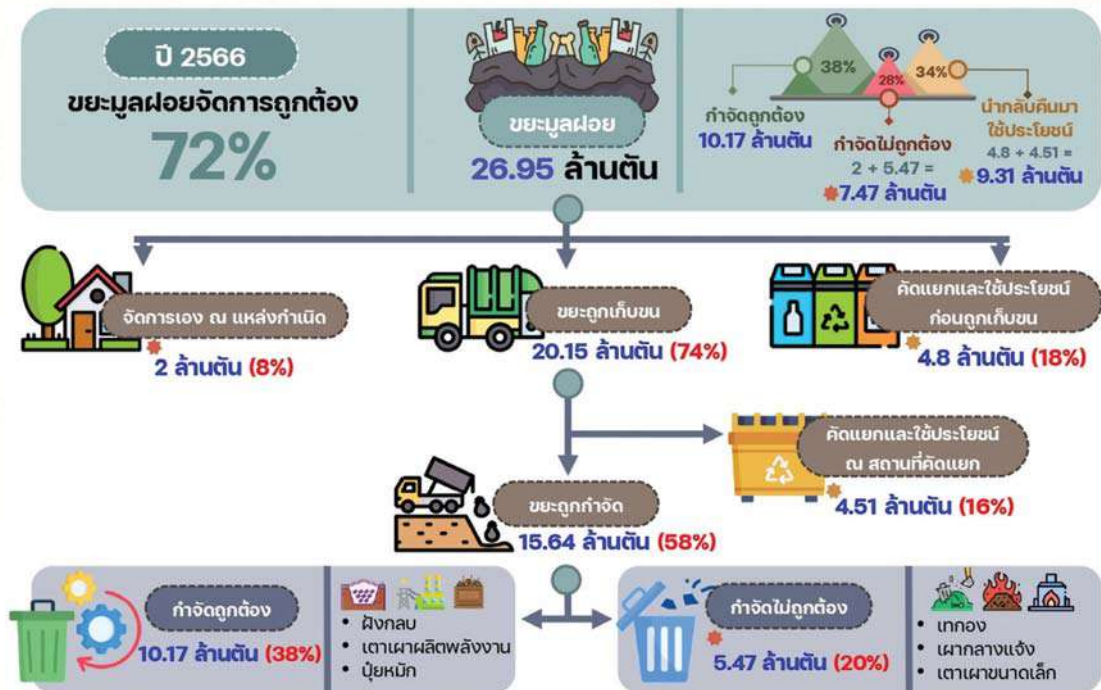 ปี 2566
ขยะมูลฝอยจัดการถูกต้อง
72%
ขยะมูลฝอย
26.95 ล้านตัน
38%
28%
34%
กำจัดถูกต้อง
10.17 ล้านตัน
กำจัดไม่ถูกต้อง
2 + 5.47 =
7.47 ล้านตัน
นำกลับคืนมา
ใช้ประโยชน์
4.8 + 4.51 =
9.31 ล้านตัน
จัดการเอง ณ แหล่งกำเนิด
2 ล้านตัน (8%)
ขยะถูกเก็บขน
20.15 ล้านตัน (74%)
คัดแยกและใช้ประโยชน์
ก่อนถูกเก็บขน
4.8 ล้านตัน (18%)
คัดแยกและใช้ประโยชน์
ณ สถานที่คัดแยก
4.51 ล้านตัน (16%)
ขยะถูกกำจัด
15.64 ล้านตัน (58%)
กำจัดถูกต้อง
10.17 ล้านตัน (38%)
• ฝังกลบ
• เตาเผาผลิตพลังงาน
• ปุ๋ยหมัก
กำจัดไม่ถูกต้อง
5.47 ล้านตัน (20%)
• เทกอง
• เผากลางแจ้ง
• เตาเผาขนาดเล็ก